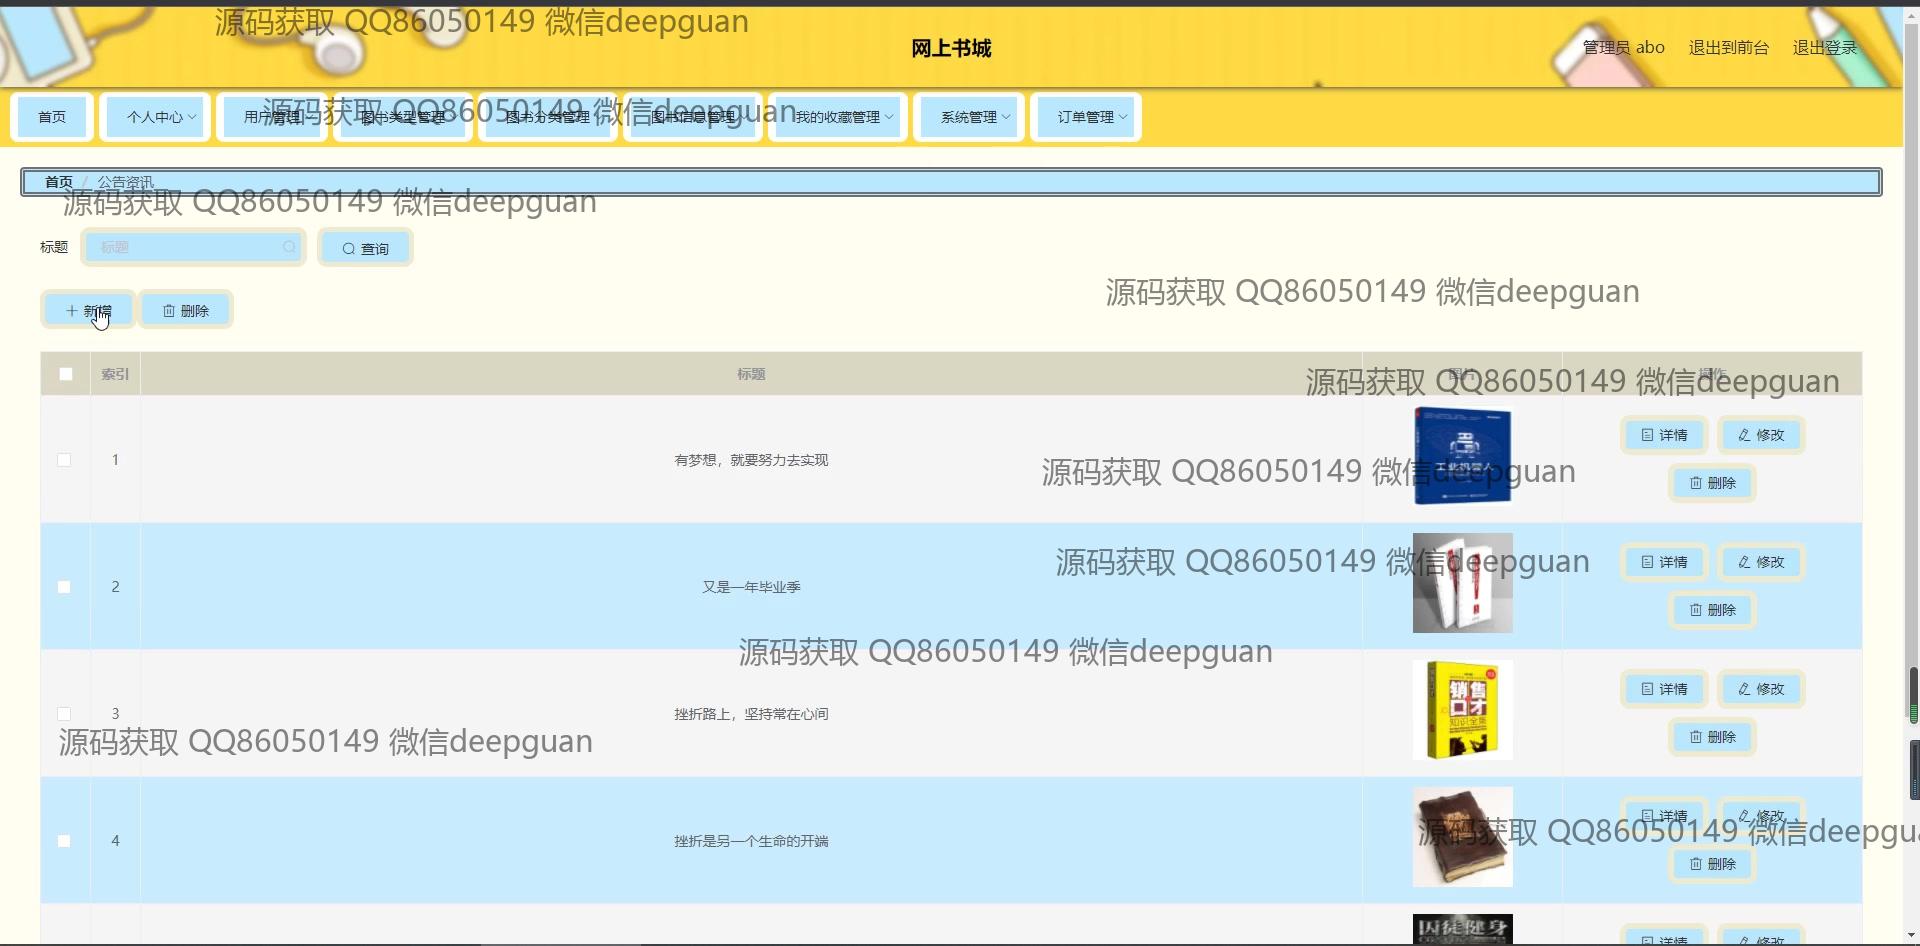 源码获取 QQ86050149 微信deepguan
网上书城
管理员 abo 退出到前台 退出登录
首页 个人中心 用户管理 图书类型管理 图书分类管理 图书信息管理 我的收藏管理 系统管理 订单管理
源码获取 QQ86050149 微信deepguan
首页 / 公告资讯
源码获取 QQ86050149 微信deepguan
标题 标题 查询
源码获取 QQ86050149 微信deepguan
新增 删除
索引 标题 图片 操作
源码获取 QQ86050149 微信deepguan
1 有梦想，就要努力去实现 工业机器人 详情 修改
删除
源码获取 QQ86050149 微信deepguan
2 又是一年毕业季 详情 修改
删除
源码获取 QQ86050149 微信deepguan
源码获取 QQ86050149 微信deepguan
3 挫折路上，坚持常在心间 销售口才 知识全集 详情 修改
删除
源码获取 QQ86050149 微信deepguan
4 挫折是另一个生命的开端 详情 修改
删除
源码获取 QQ86050149 微信deepgua
囚徒健身
详情 修改